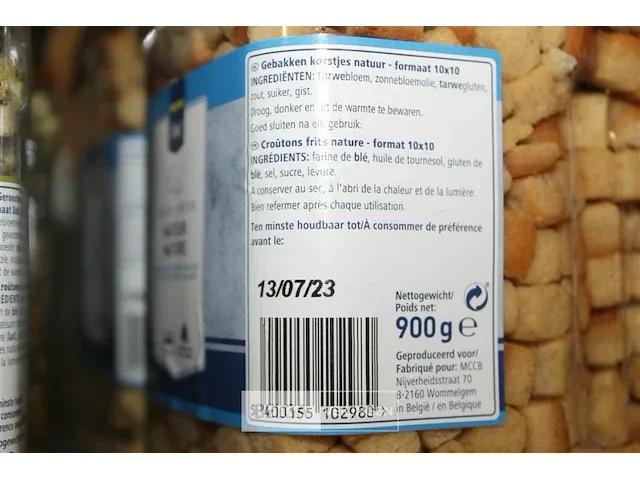 Gebakken korstjes natuur - formaat 10x10
INGREDIËNTEN: tarwebloem, zonnebloemolie, tarwegluten,
zout, suiker, gist.
Droog, donker en uit de warmte te bewaren.
Goed sluiten na elk gebruik.
Croûtons frits nature - format 10x10
INGRÉDIENTS: farine de blé, huile de tournesol, gluten de
blé, sel, sucre, levure.
A conserver au sec, à l'abri de la chaleur et de la lumière.
Bien refermer après chaque utilisation.
Ten minste houdbaar tot/À consommer de préférence
avant le:
13/07/23
Nettogewicht/
Poids net:
900 g e
Geproduceerd voor/
Fabriqué pour: MCCB
Nijverheidsstraat 70
B-2160 Wommelgem
in België / en Belgique
400155 102980